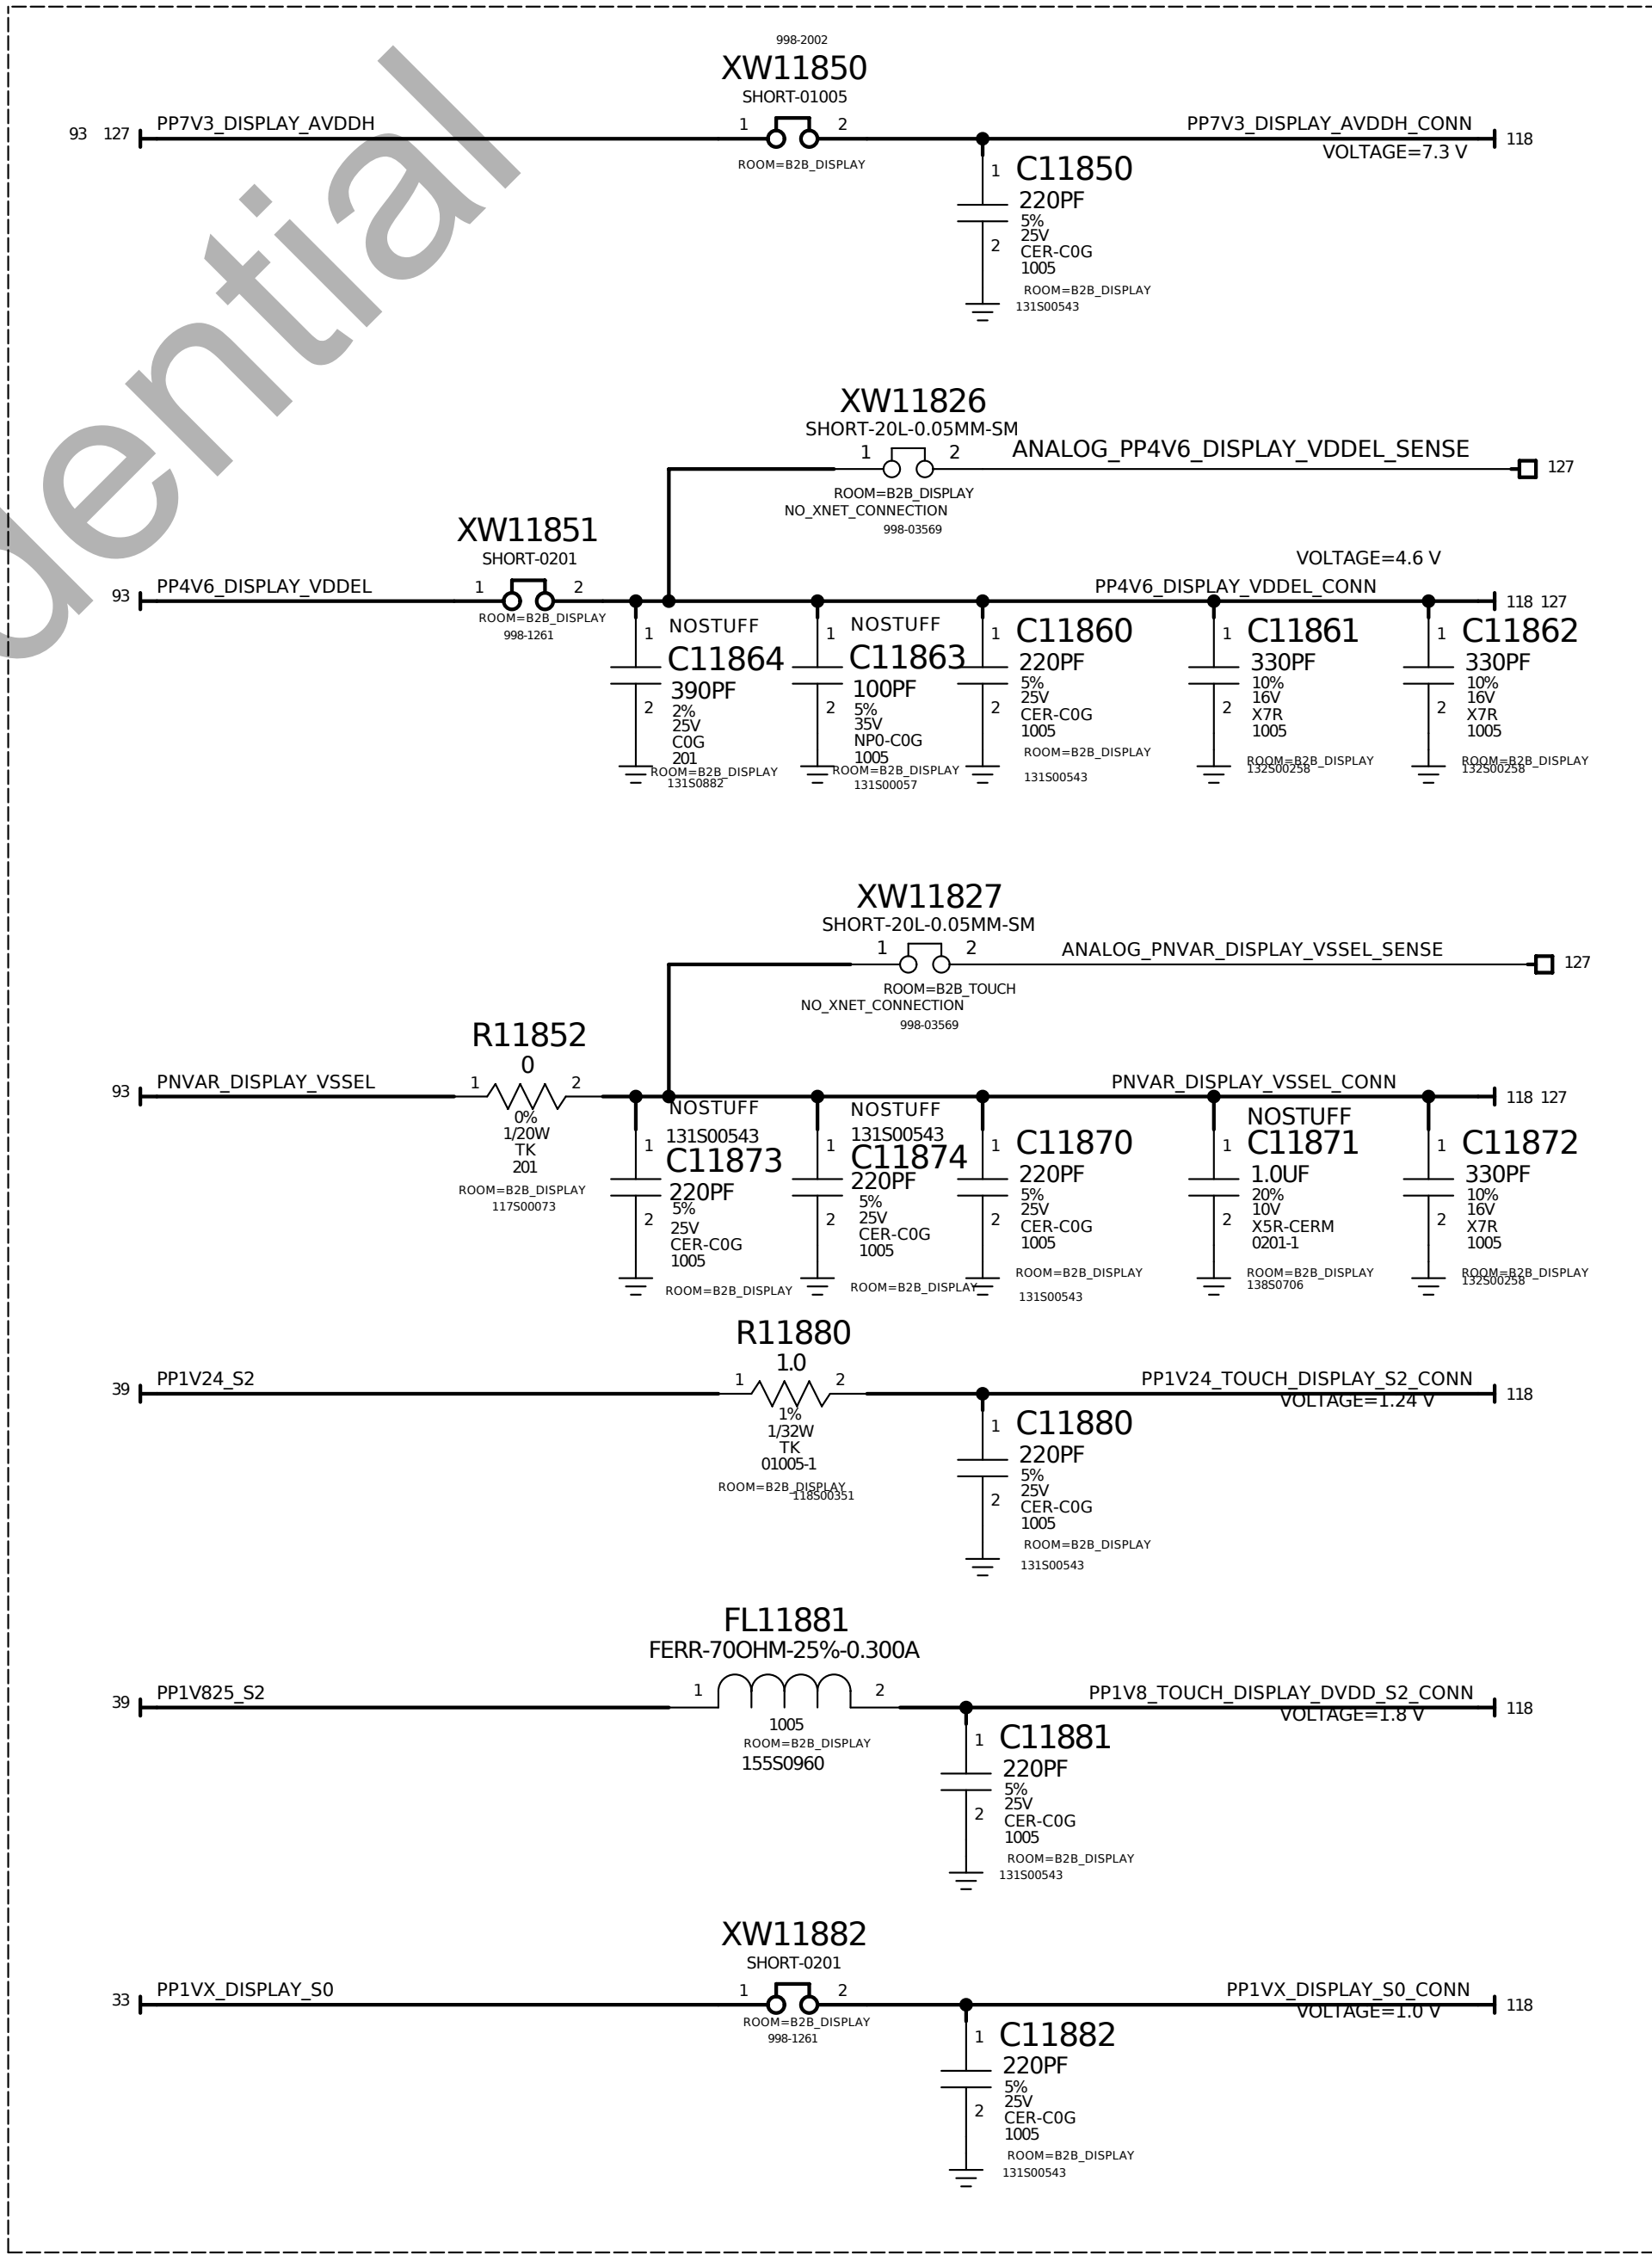 dential
998-2002
XW11850
SHORT-01005
93 127 PP7V3_DISPLAY_AVDDH
1 2
PP7V3_DISPLAY_AVDDH_CONN 118
VOLTAGE=7.3 V
ROOM=B2B_DISPLAY
1 C11850
220PF
5%
25V
2 CER-C0G
1005
ROOM=B2B_DISPLAY
131S00543
XW11826
SHORT-20L-0.05MM-SM
1 2 ANALOG_PP4V6_DISPLAY_VDDEL_SENSE 127
ROOM=B2B_DISPLAY
NO_XNET_CONNECTION
998-03569
XW11851
SHORT-0201
VOLTAGE=4.6 V
93 PP4V6_DISPLAY_VDDEL 1 2 PP4V6_DISPLAY_VDDEL_CONN 118 127
ROOM=B2B_DISPLAY
998-1261
1 NOSTUFF
C11864
390PF
2 2%
25V
C0G
201
ROOM=B2B_DISPLAY
131S0882
1 NOSTUFF
C11863
100PF
2 5%
35V
NP0-C0G
1005
ROOM=B2B_DISPLAY
131S00057
1 C11860
220PF
5%
2 25V
CER-C0G
1005
ROOM=B2B_DISPLAY
131S00543
1 C11861
330PF
10%
2 16V
X7R
1005
ROOM=B2B_DISPLAY
132S00258
1 C11862
330PF
10%
2 16V
X7R
1005
ROOM=B2B_DISPLAY
132S00258
XW11827
SHORT-20L-0.05MM-SM
1 2 ANALOG_PNVAR_DISPLAY_VSSEL_SENSE 127
ROOM=B2B_TOUCH
NO_XNET_CONNECTION
998-03569
R11852
0
93 PNVAR_DISPLAY_VSSEL 1 2 PNVAR_DISPLAY_VSSEL_CONN 118 127
0%
1/20W
TK
201
ROOM=B2B_DISPLAY
117S00073
NOSTUFF
131S00543
1 C11873
220PF
5%
2 25V
CER-C0G
1005
ROOM=B2B_DISPLAY
NOSTUFF
131S00543
1 C11874
220PF
5%
2 25V
CER-C0G
1005
ROOM=B2B_DISPLAY
1 C11870
220PF
5%
2 25V
CER-C0G
1005
ROOM=B2B_DISPLAY
131S00543
NOSTUFF
1 C11871
1.0UF
20%
2 10V
X5R-CERM
0201-1
ROOM=B2B_DISPLAY
138S0706
1 C11872
330PF
10%
2 16V
X7R
1005
ROOM=B2B_DISPLAY
132S00258
R11880
1.0
39 PP1V24_S2 1 2 PP1V24_TOUCH_DISPLAY_S2_CONN 118
VOLTAGE=1.24 V
1%
1/32W
TK
01005-1
ROOM=B2B_DISPLAY
118S00351
1 C11880
220PF
5%
25V
2 CER-C0G
1005
ROOM=B2B_DISPLAY
131S00543
FL11881
FERR-70OHM-25%-0.300A
39 PP1V825_S2 1 2 PP1V8_TOUCH_DISPLAY_DVDD_S2_CONN 118
VOLTAGE=1.8 V
1005
ROOM=B2B_DISPLAY
155S0960
1 C11881
220PF
5%
25V
2 CER-C0G
1005
ROOM=B2B_DISPLAY
131S00543
XW11882
SHORT-0201
33 PP1VX_DISPLAY_S0 1 2 PP1VX_DISPLAY_S0_CONN 118
VOLTAGE=1.0 V
ROOM=B2B_DISPLAY
998-1261
1 C11882
220PF
5%
25V
2 CER-C0G
1005
ROOM=B2B_DISPLAY
131S00543